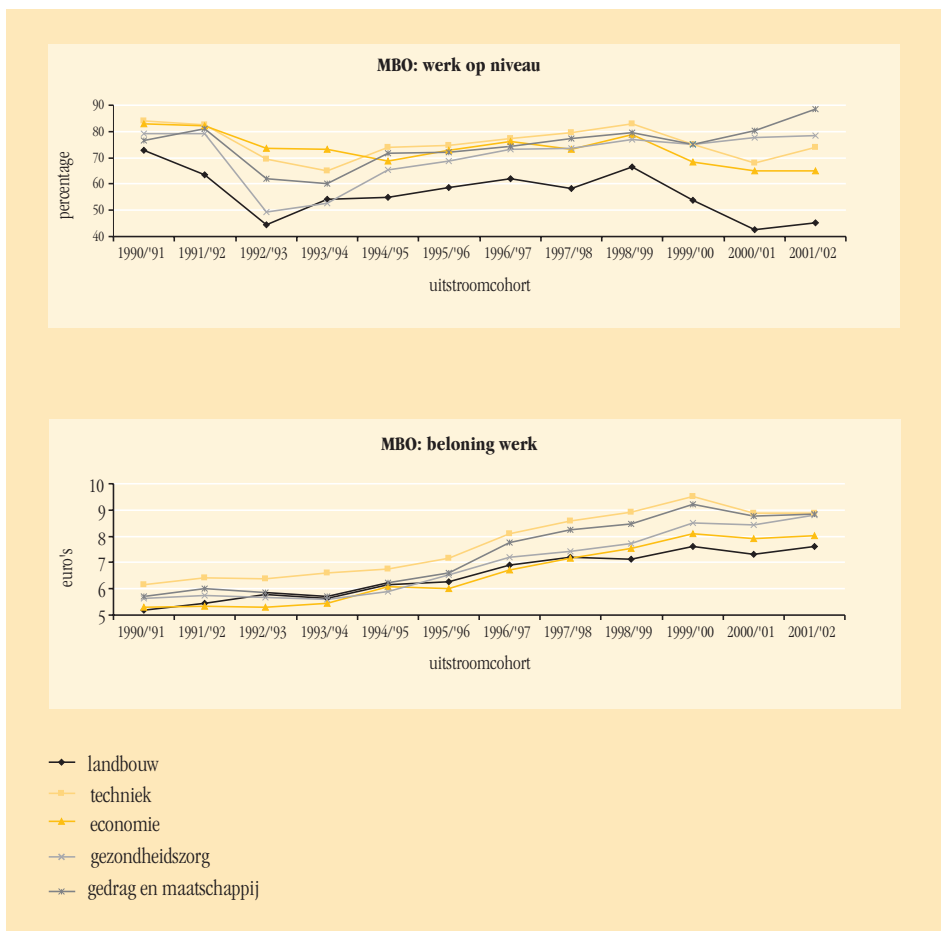 MBO: werk op niveau
percentage
90
80
70
60
50
40
1990/'91 1991/'92 1992/'93 1993/'94 1994/'95 1995/'96 1996/'97 1997/'98 1998/'99 1999/'00 2000/'01 2001/'02
uitstroomcohort
MBO: beloning werk
euro's
10
9
8
7
6
5
1990/'91 1991/'92 1992/'93 1993/'94 1994/'95 1995/'96 1996/'97 1997/'98 1998/'99 1999/'00 2000/'01 2001/'02
uitstroomcohort
landbouw
techniek
economie
gezondheidszorg
gedrag en maatschappij